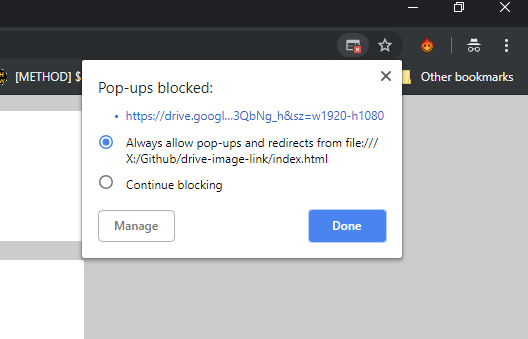 [METHOD] $
Other bookmarks
Pop-ups blocked:
• https://drive.googl...3QbNg_h&sz=w1920-h1080
Always allow pop-ups and redirects from file:///
X:/Github/drive-image-link/index.html
Continue blocking
Manage
Done